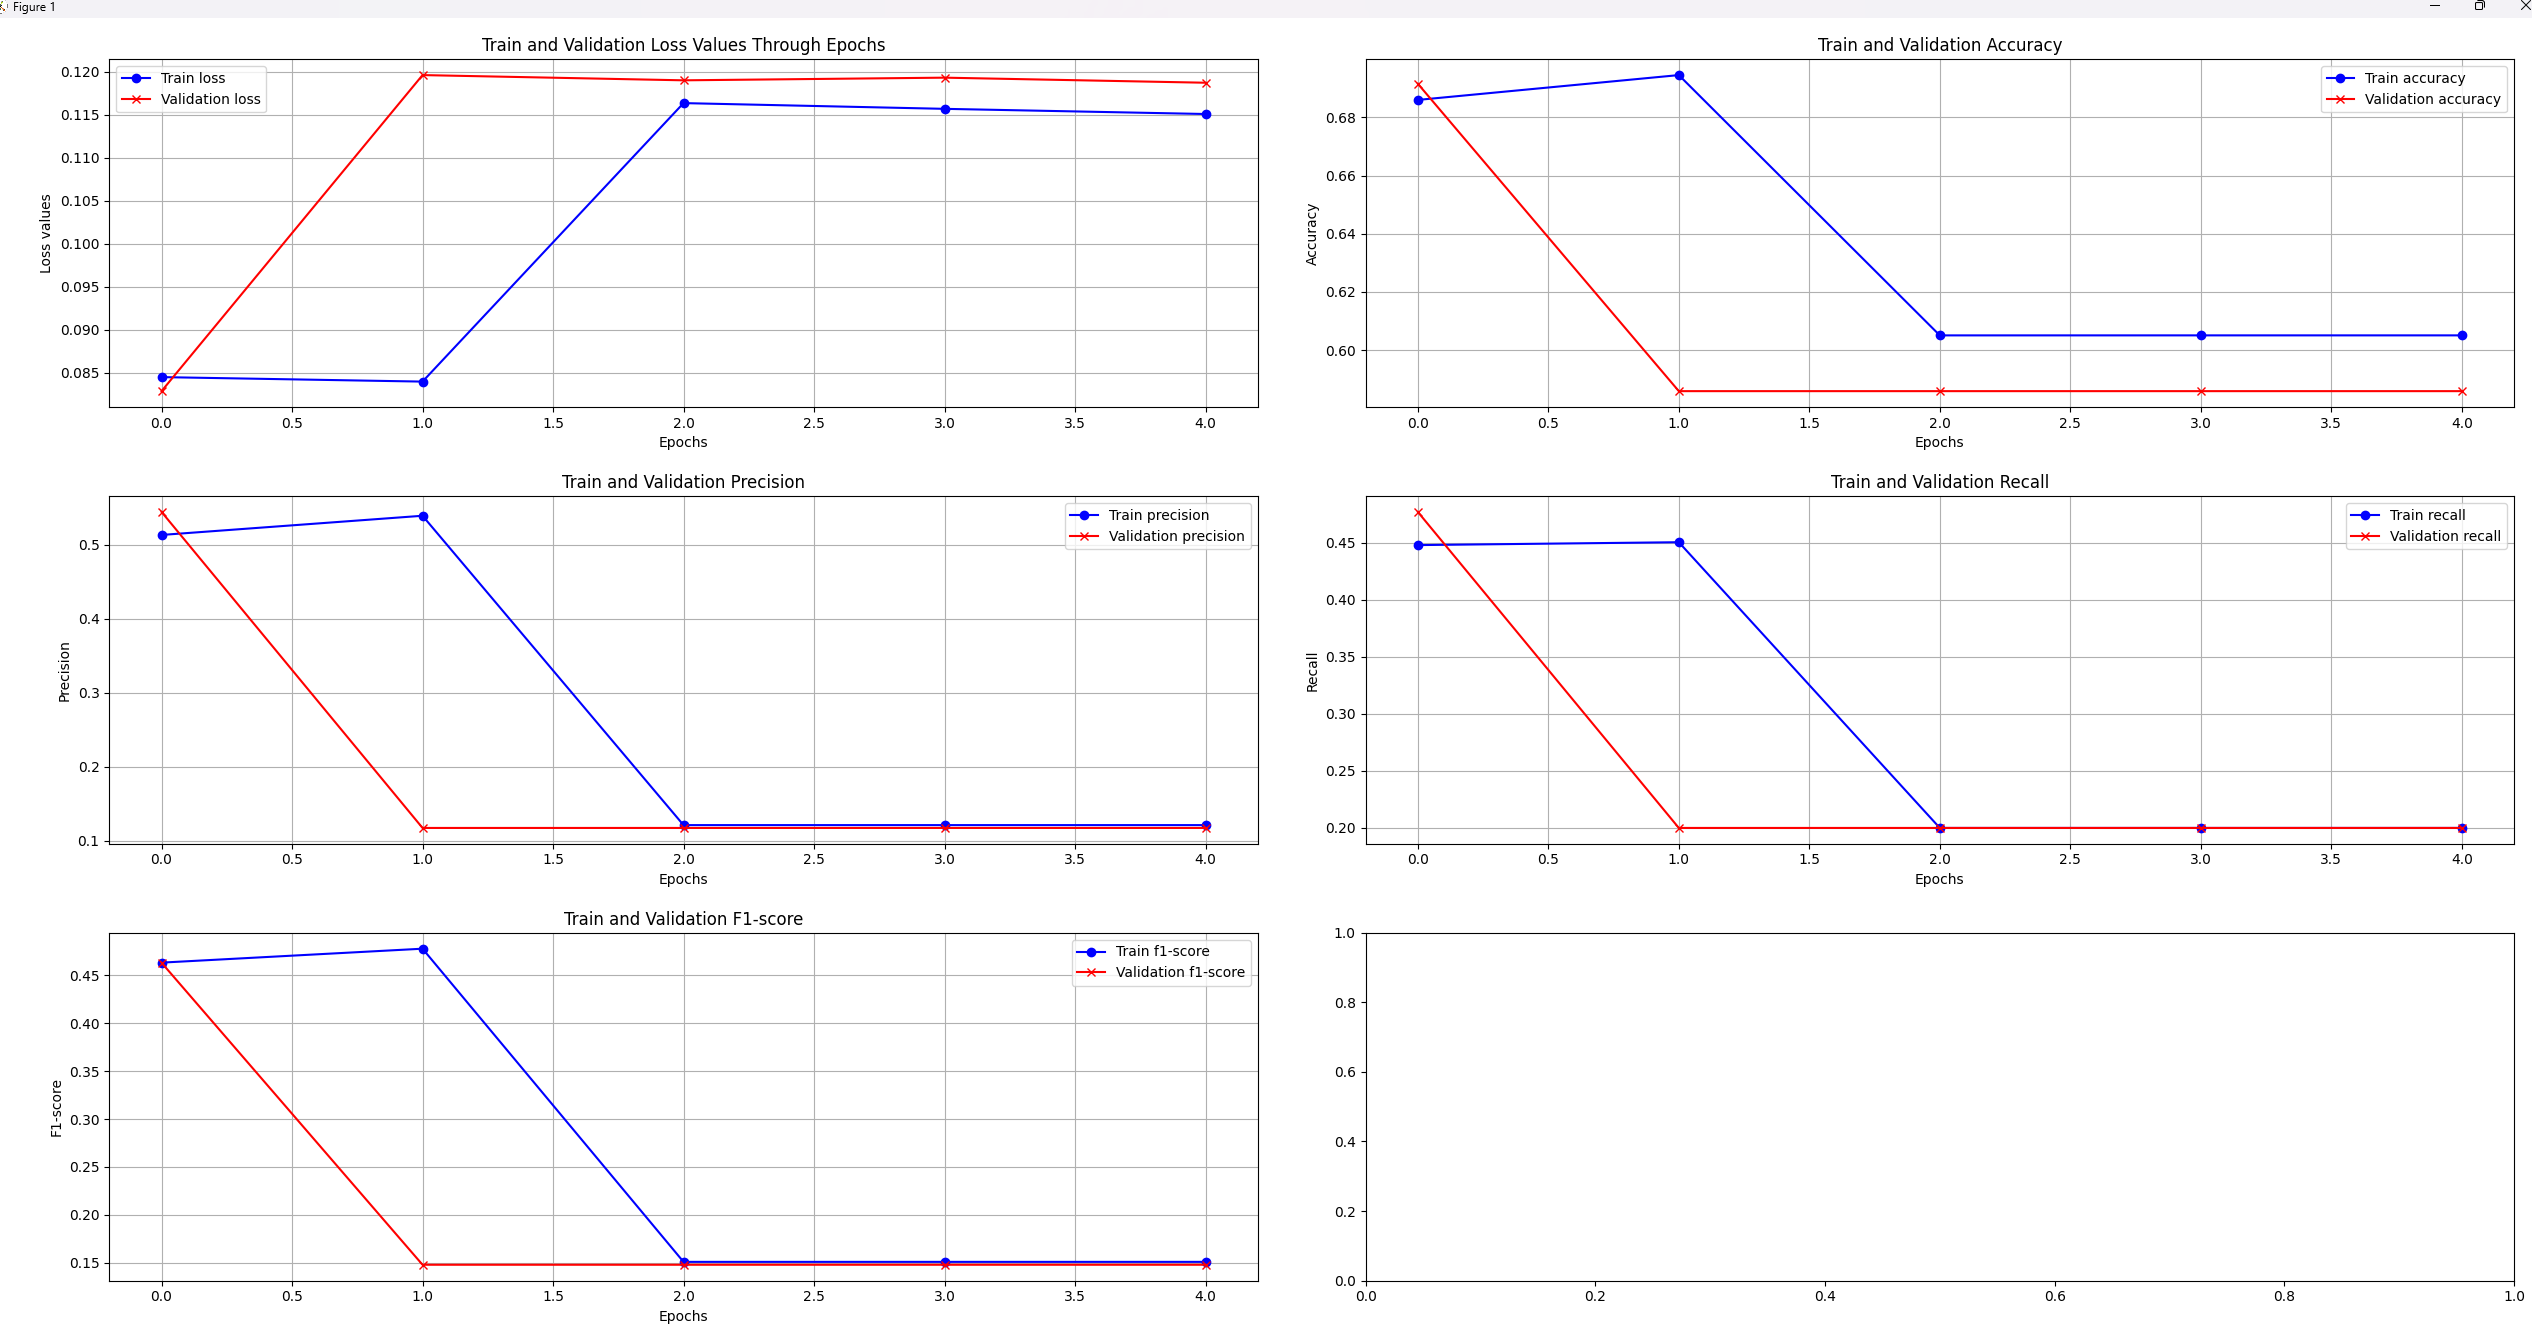 Figure 1
Train and Validation Loss Values Through Epochs
Train loss
Validation loss
0.120
0.115
0.110
0.105
0.100
0.095
0.090
0.085
Loss values
0.0 0.5 1.0 1.5 2.0 2.5 3.0 3.5 4.0
Epochs
Train and Validation Accuracy
Train accuracy
Validation accuracy
0.68
0.66
0.64
0.62
0.60
Accuracy
0.0 0.5 1.0 1.5 2.0 2.5 3.0 3.5 4.0
Epochs
Train and Validation Precision
Train precision
Validation precision
0.5
0.4
0.3
0.2
0.1
Precision
0.0 0.5 1.0 1.5 2.0 2.5 3.0 3.5 4.0
Epochs
Train and Validation Recall
Train recall
Validation recall
0.45
0.40
0.35
0.30
0.25
0.20
Recall
0.0 0.5 1.0 1.5 2.0 2.5 3.0 3.5 4.0
Epochs
Train and Validation F1-score
Train f1-score
Validation f1-score
0.45
0.40
0.35
0.30
0.25
0.20
0.15
F1-score
0.0 0.5 1.0 1.5 2.0 2.5 3.0 3.5 4.0
Epochs
1.0
0.8
0.6
0.4
0.2
0.0
0.0 0.2 0.4 0.6 0.8 1.0